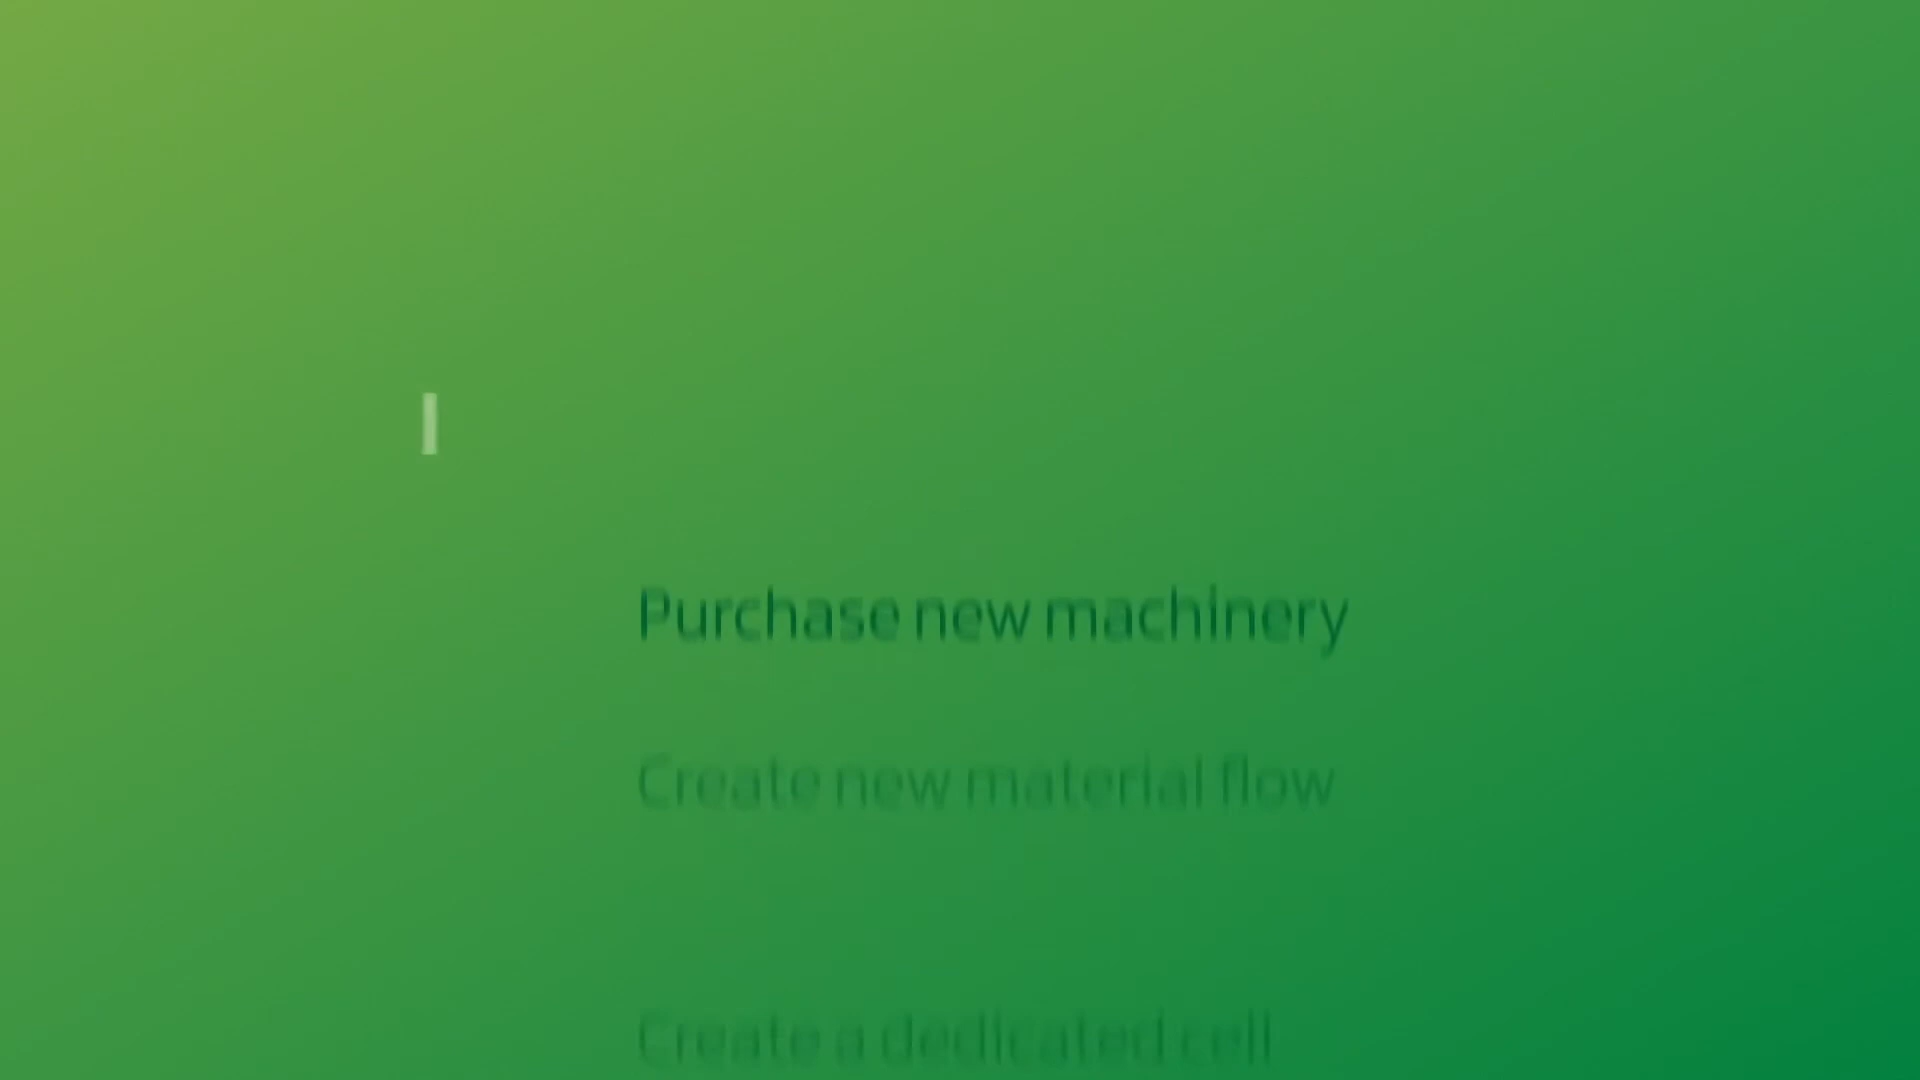 Purchase new machinery
Create new material flow
Create a dedicated cell